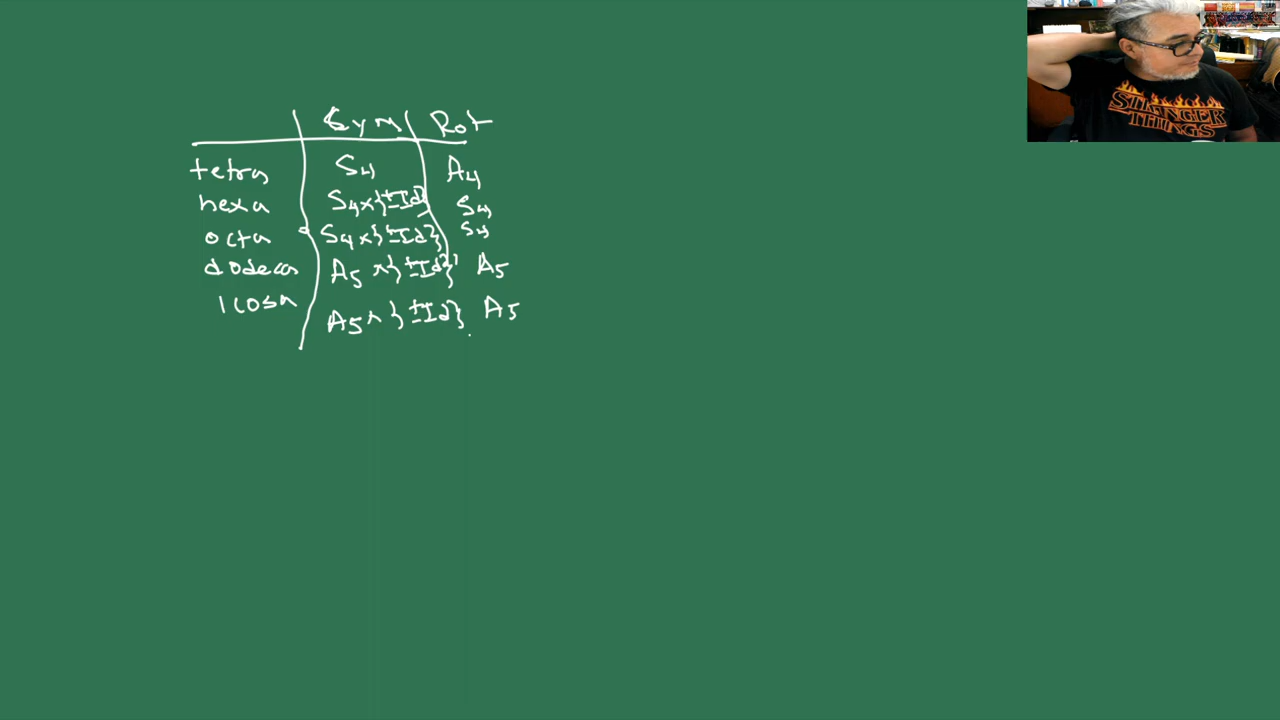 Sym Rot
tetra S4 A4
hexa S4×{±Id} S4
octa S4×{±Id} S4
dodeca A5×{±Id} A5
icosa A5×{±Id} A5
STRANGER
THINGS